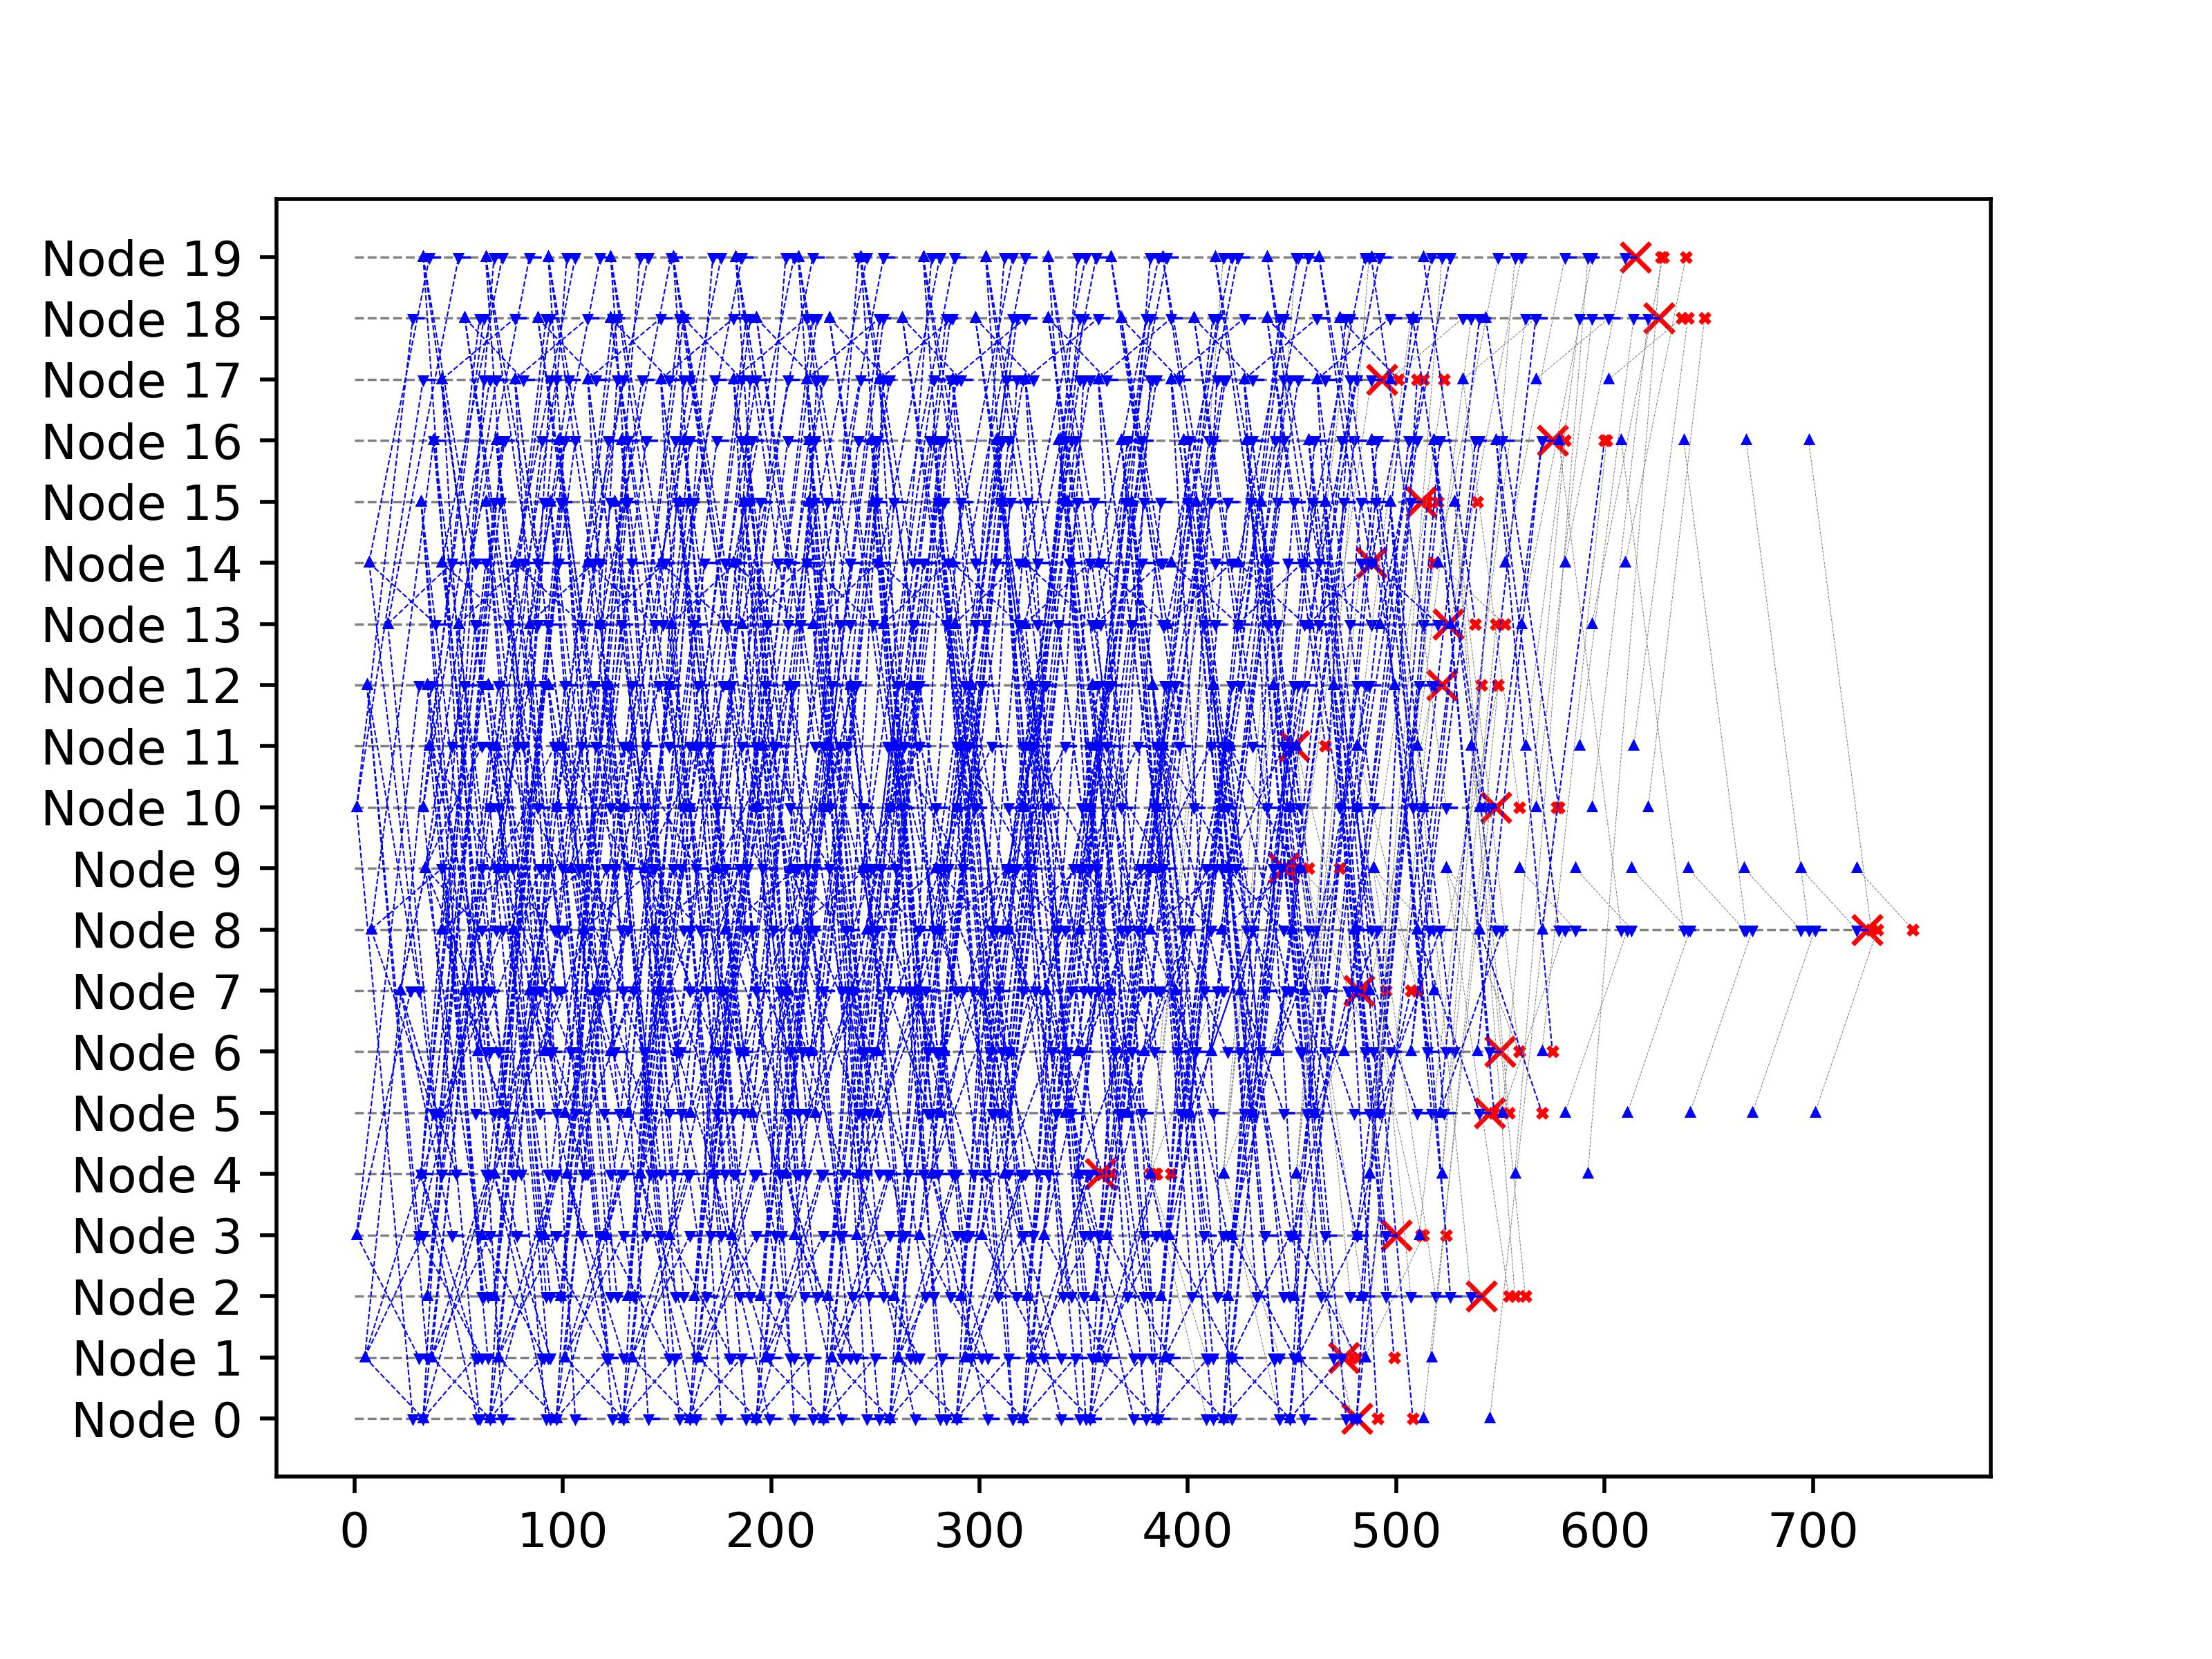 Node 19
Node 18
Node 17
Node 16
Node 15
Node 14
Node 13
Node 12
Node 11
Node 10
Node 9
Node 8
Node 7
Node 6
Node 5
Node 4
Node 3
Node 2
Node 1
Node 0
0 100 200 300 400 500 600 700